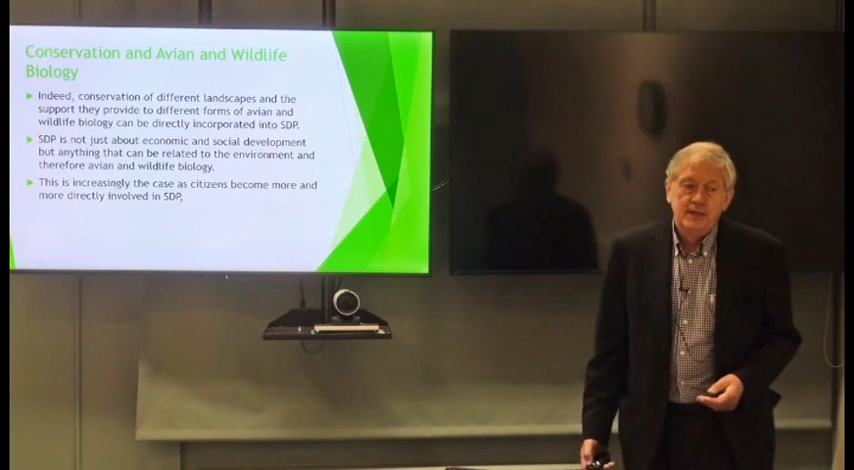 Conservation and Avian and Wildlife
Biology
Indeed, conservation of different landscapes and the
support they provide to different forms of avian and
wildlife biology can be directly incorporated into SDP.
SDP is not just about economic and social development
but anything that can be related to the environment and
therefore avian and wildlife biology.
This is increasingly the case as citizens become more and
more directly involved in SDP,